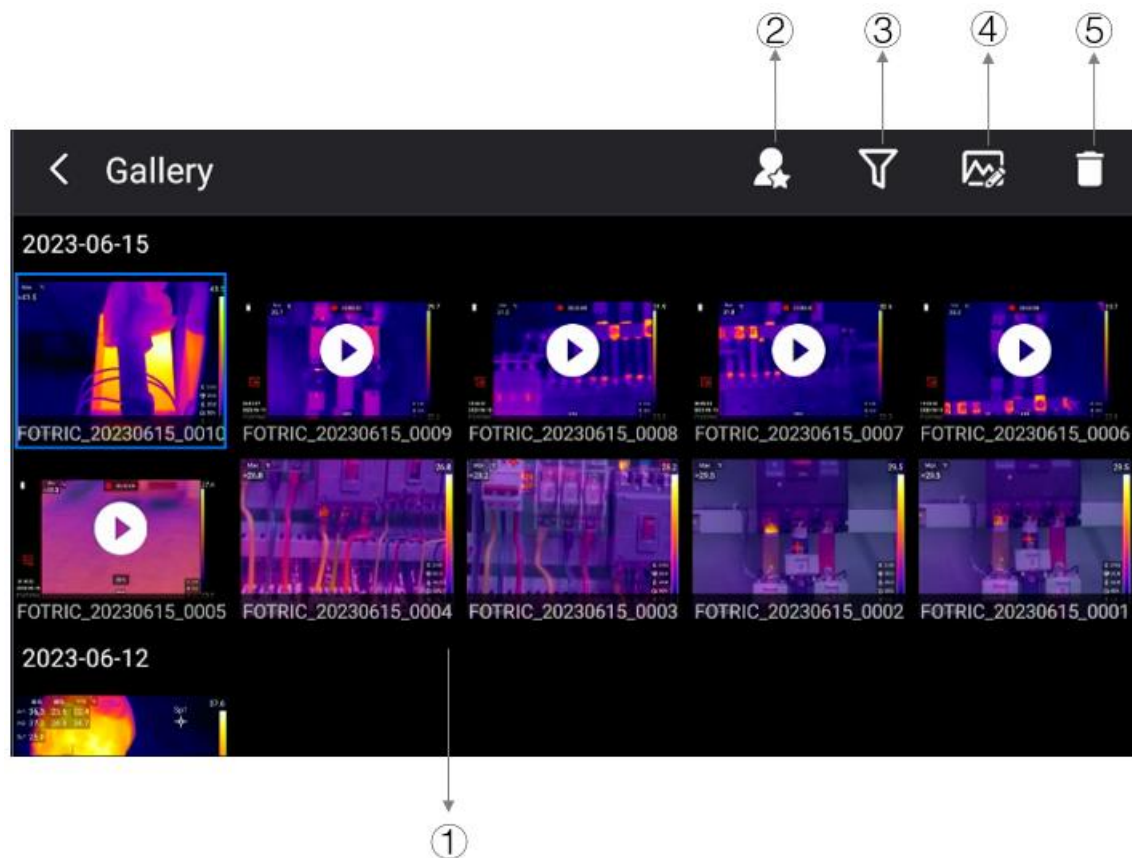 ② ③ ④ ⑤
Gallery
2023-06-15
FOTRIC_20230615_0010 FOTRIC_20230615_0009 FOTRIC_20230615_0008 FOTRIC_20230615_0007 FOTRIC_20230615_0006
FOTRIC_20230615_0005 FOTRIC_20230615_0004 FOTRIC_20230615_0003 FOTRIC_20230615_0002 FOTRIC_20230615_0001
2023-06-12
①